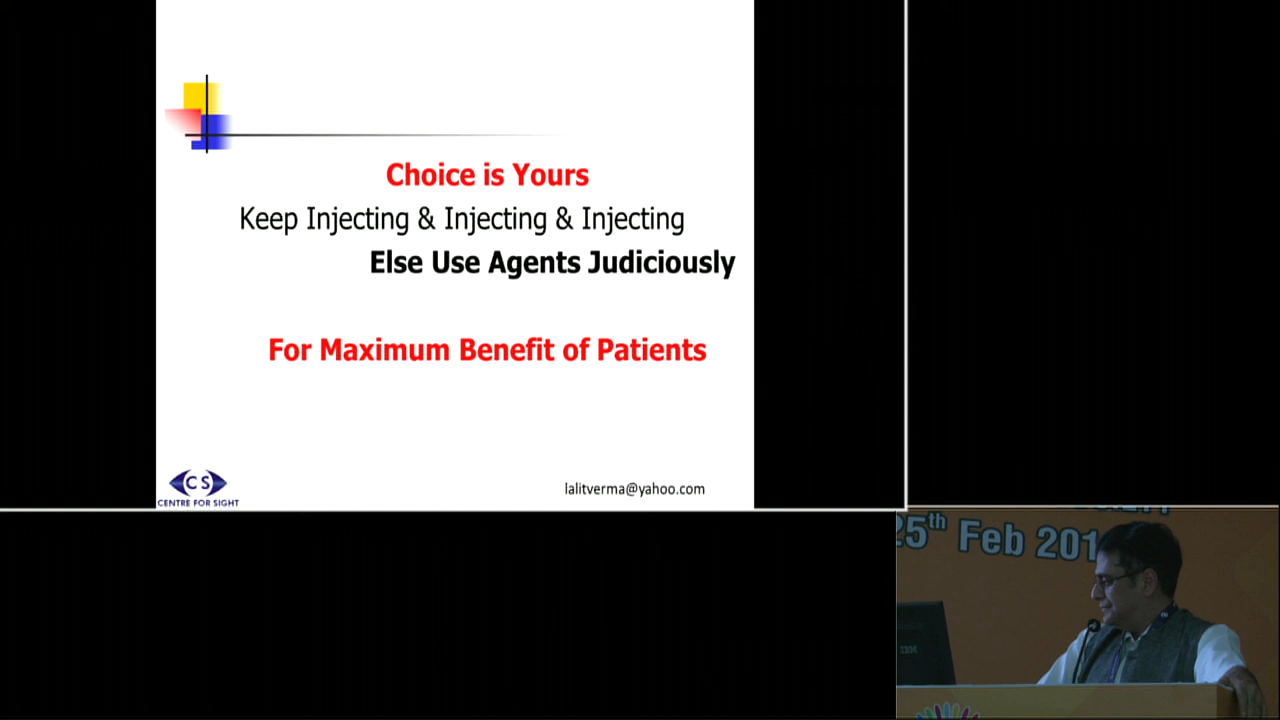 Choice is Yours
Keep Injecting & Injecting & Injecting
Else Use Agents Judiciously
For Maximum Benefit of Patients
CS
CENTRE FOR SIGHT
lalitverma@yahoo.com
25th Feb 201